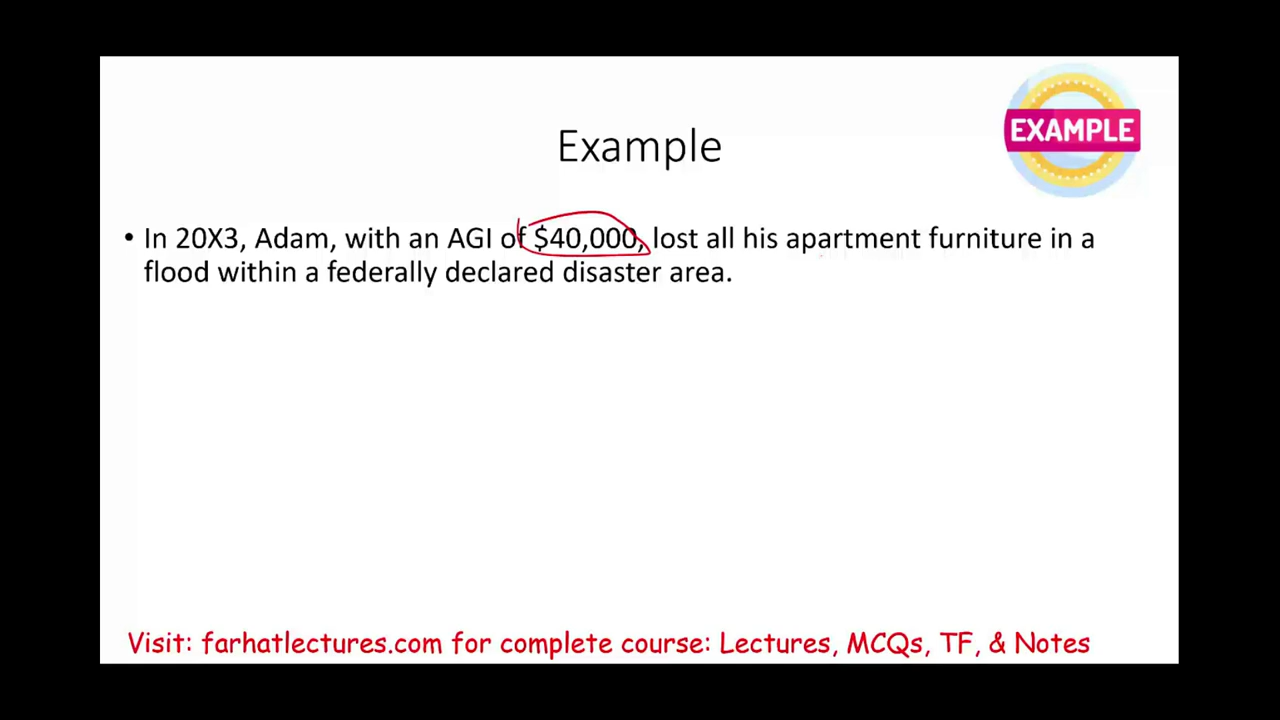 EXAMPLE
Example
• In 20X3, Adam, with an AGI of $40,000, lost all his apartment furniture in a
flood within a federally declared disaster area.
Visit: farhatlectures.com for complete course: Lectures, MCQs, TF, & Notes